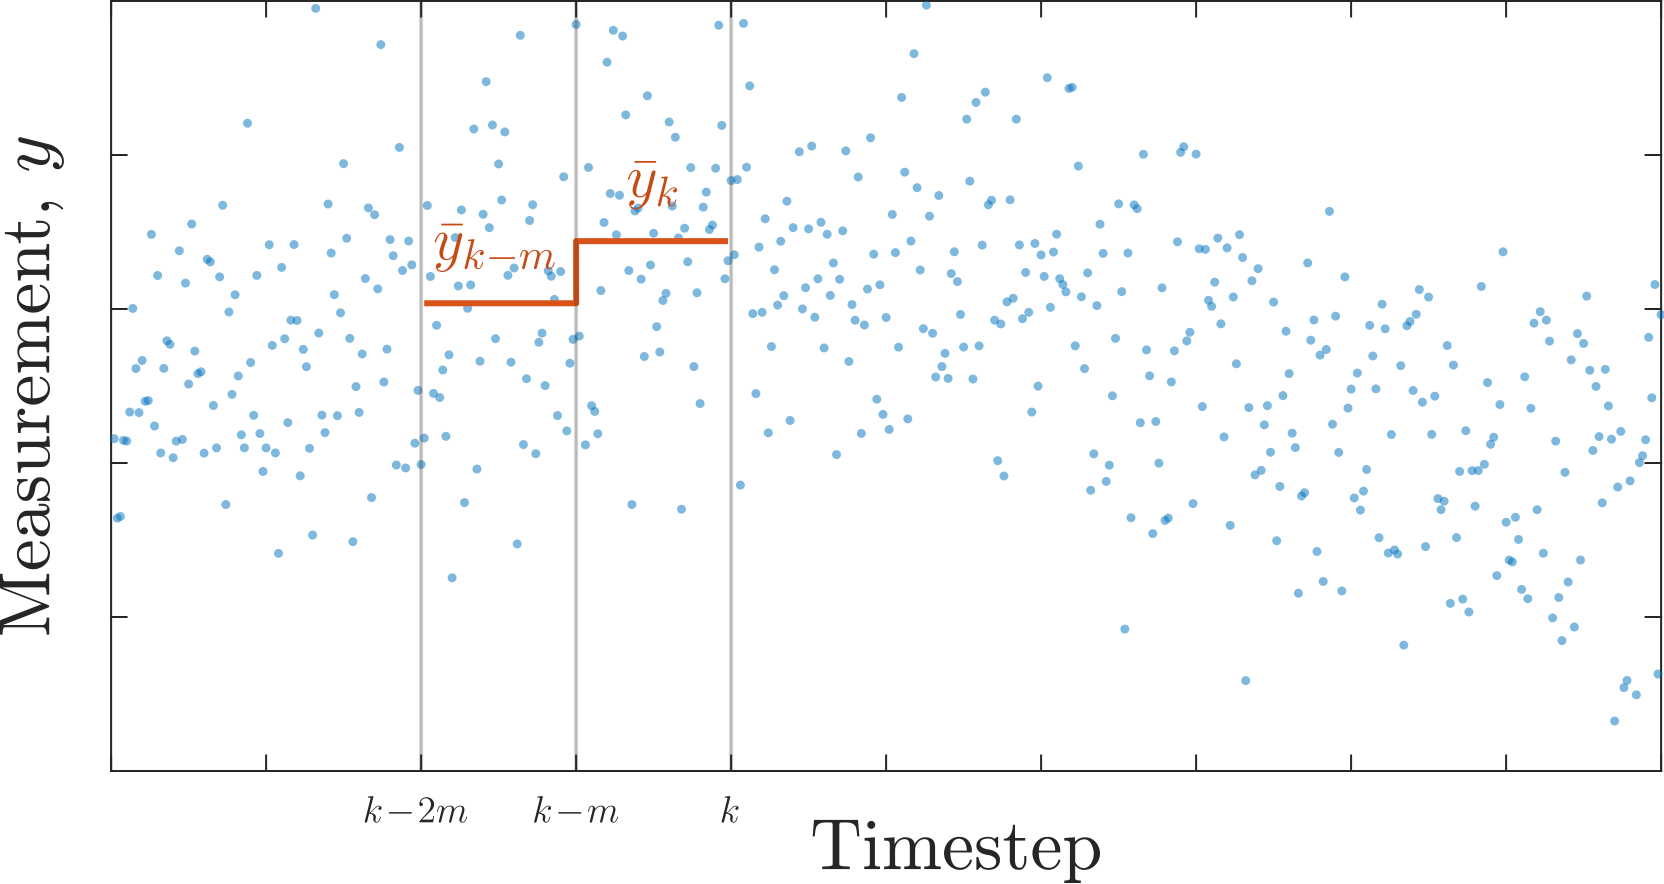 Measurement, y
ȳₖ
ȳₖ₋ₘ
k−2m
k−m
k
Timestep